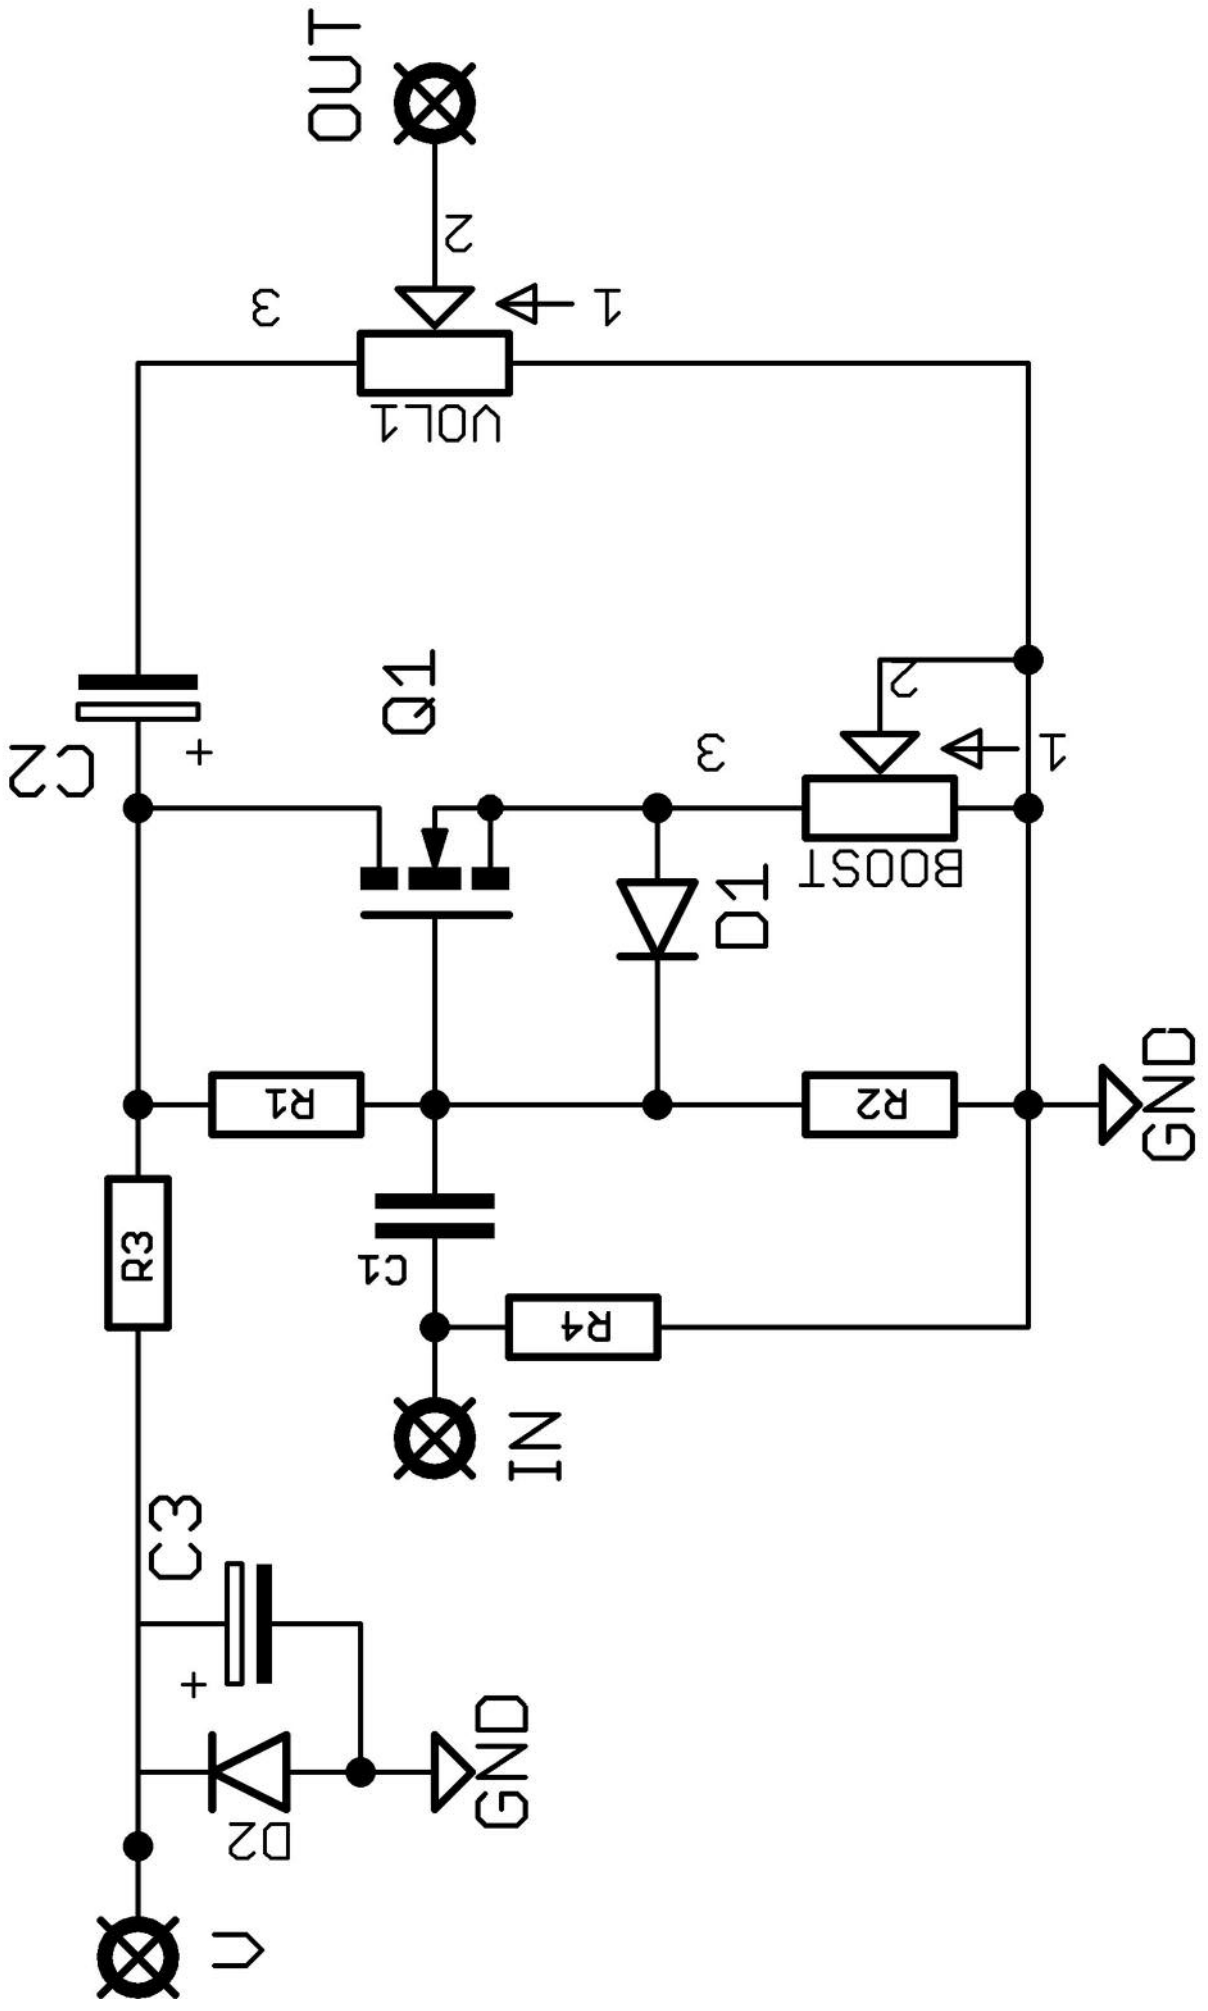 OUT
2
3
1
VOL1
Q1
C2
+
3
2
1
BOOST
D1
R1
R2
GND
R3
C1
R4
IN
C3
+
GND
D2
V